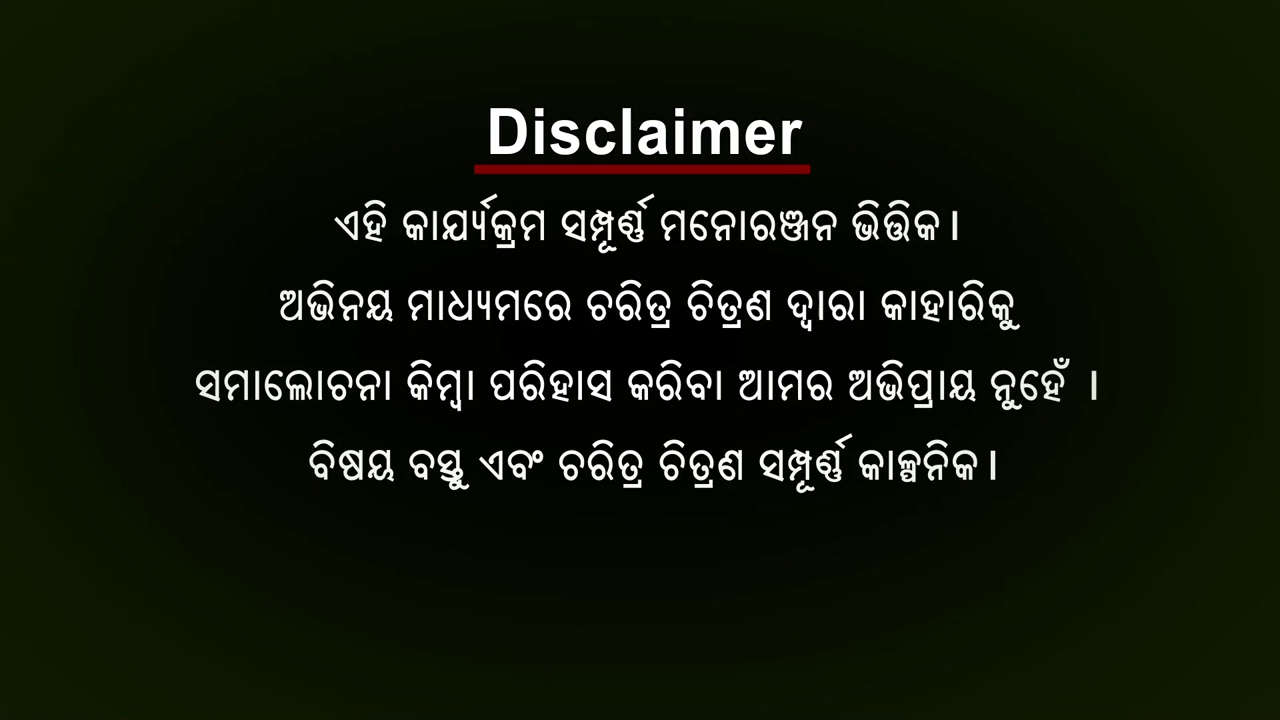 Disclaimer
ଏହି କାର୍ଯ୍ୟକ୍ରମ ସମ୍ପୂର୍ଣ୍ଣ ମନୋରଞ୍ଜନ ଭିତ୍ତିକ।
ଅଭିନୟ ମାଧ୍ୟମରେ ଚରିତ୍ର ଚିତ୍ରଣ ଦ୍ୱାରା କାହାରିକୁ
ସମାଲୋଚନା କିମ୍ବା ପରିହାସ କରିବା ଆମର ଅଭିପ୍ରାୟ ନୁହେଁ ।
ବିଷୟ ବସ୍ତୁ ଏବଂ ଚରିତ୍ର ଚିତ୍ରଣ ସମ୍ପୂର୍ଣ୍ଣ କାଳ୍ପନିକ।